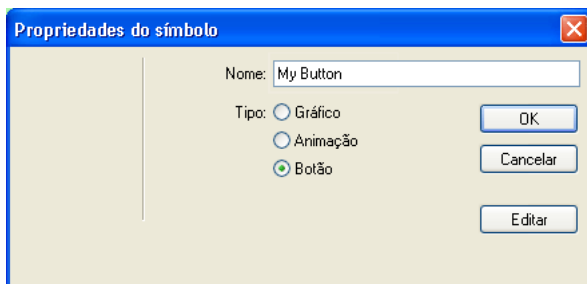 Propriedades do símbolo
Nome: My Button
Tipo: Gráfico
Animação
Botão
OK
Cancelar
Editar